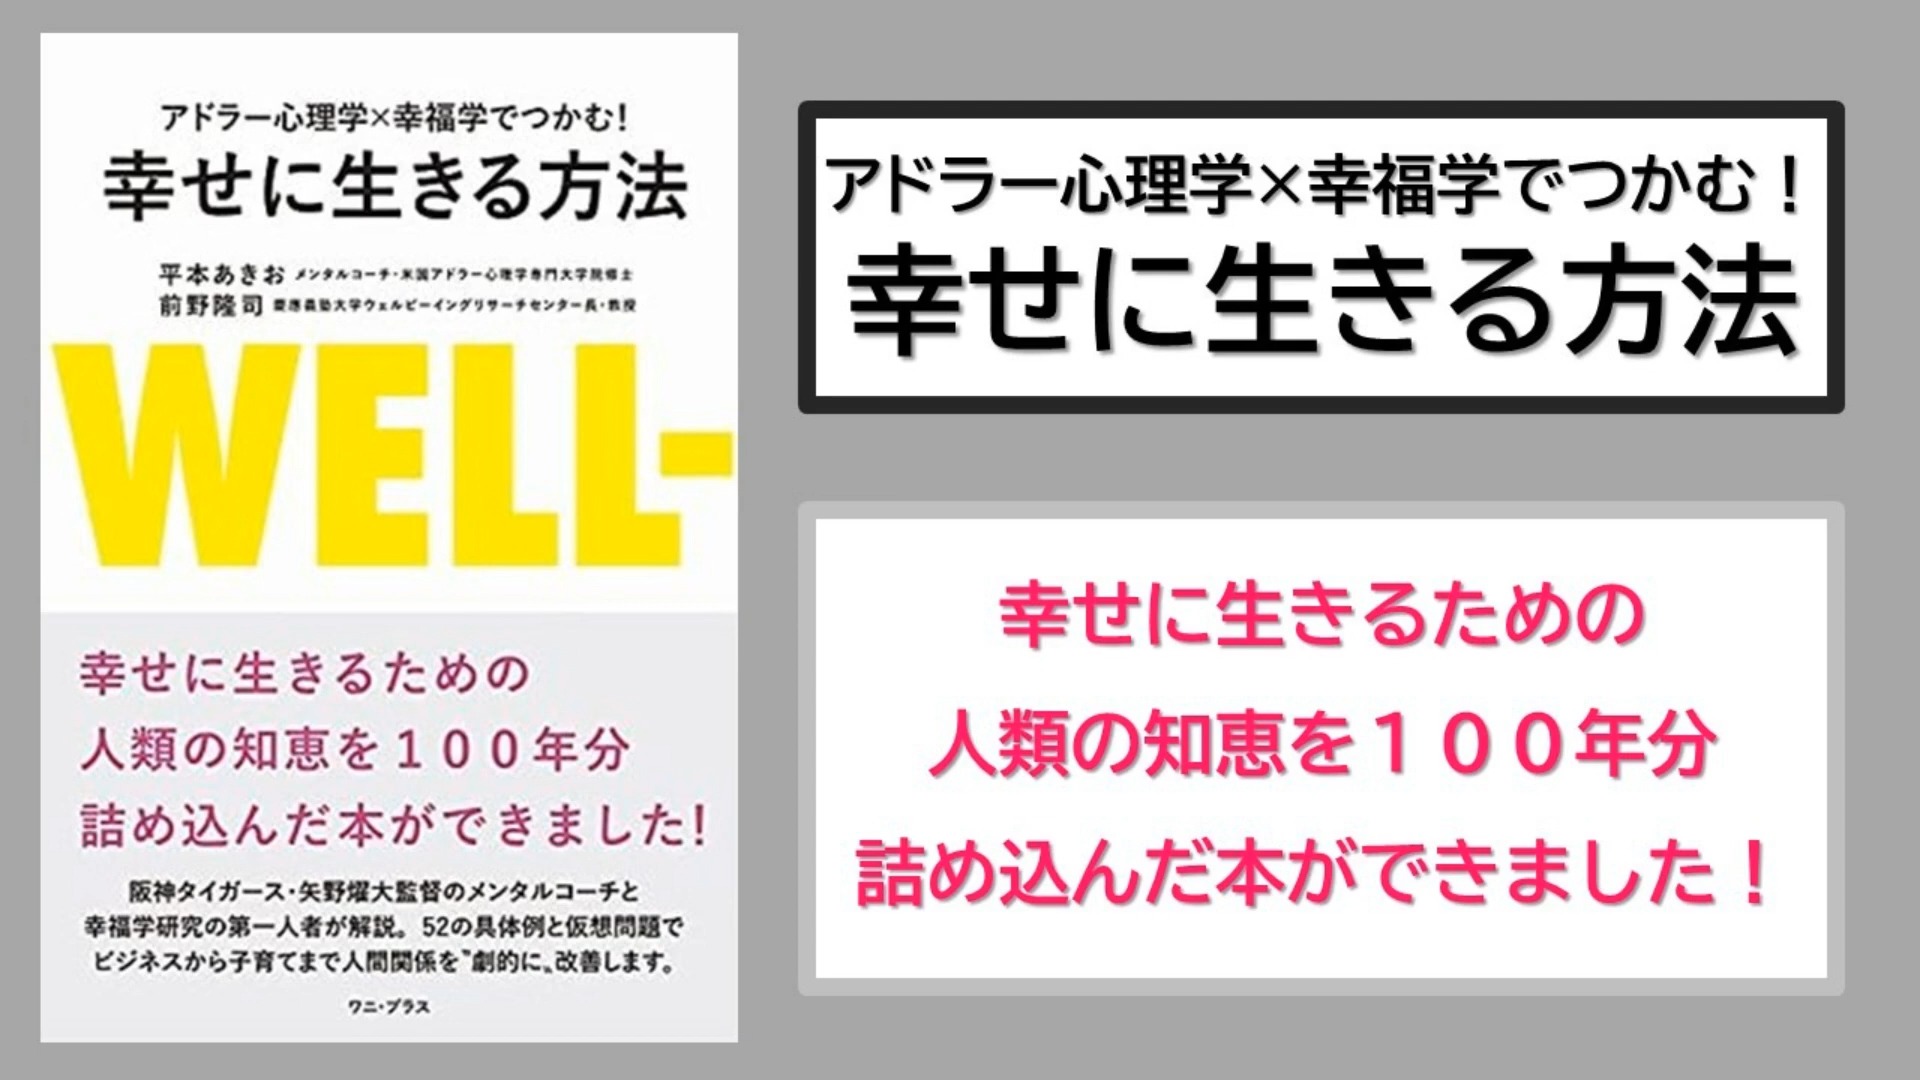 アドラー心理学×幸福学でつかむ!
幸せに生きる方法
平本あきお メンタルコーチ・米国アドラー心理学専門大学院修士
前野隆司 慶應義塾大学ウェルビーイングリサーチセンター長・教授
WELL-
幸せに生きるための
人類の知恵を100年分
詰め込んだ本ができました!
阪神タイガース・矢野燿大監督のメンタルコーチと
幸福学研究の第一人者が解説。52の具体例と仮想問題で
ビジネスから子育てまで人間関係を〝劇的に〟改善します。
ワニ・プラス
アドラー心理学×幸福学でつかむ！
幸せに生きる方法
幸せに生きるための
人類の知恵を１００年分
詰め込んだ本ができました！